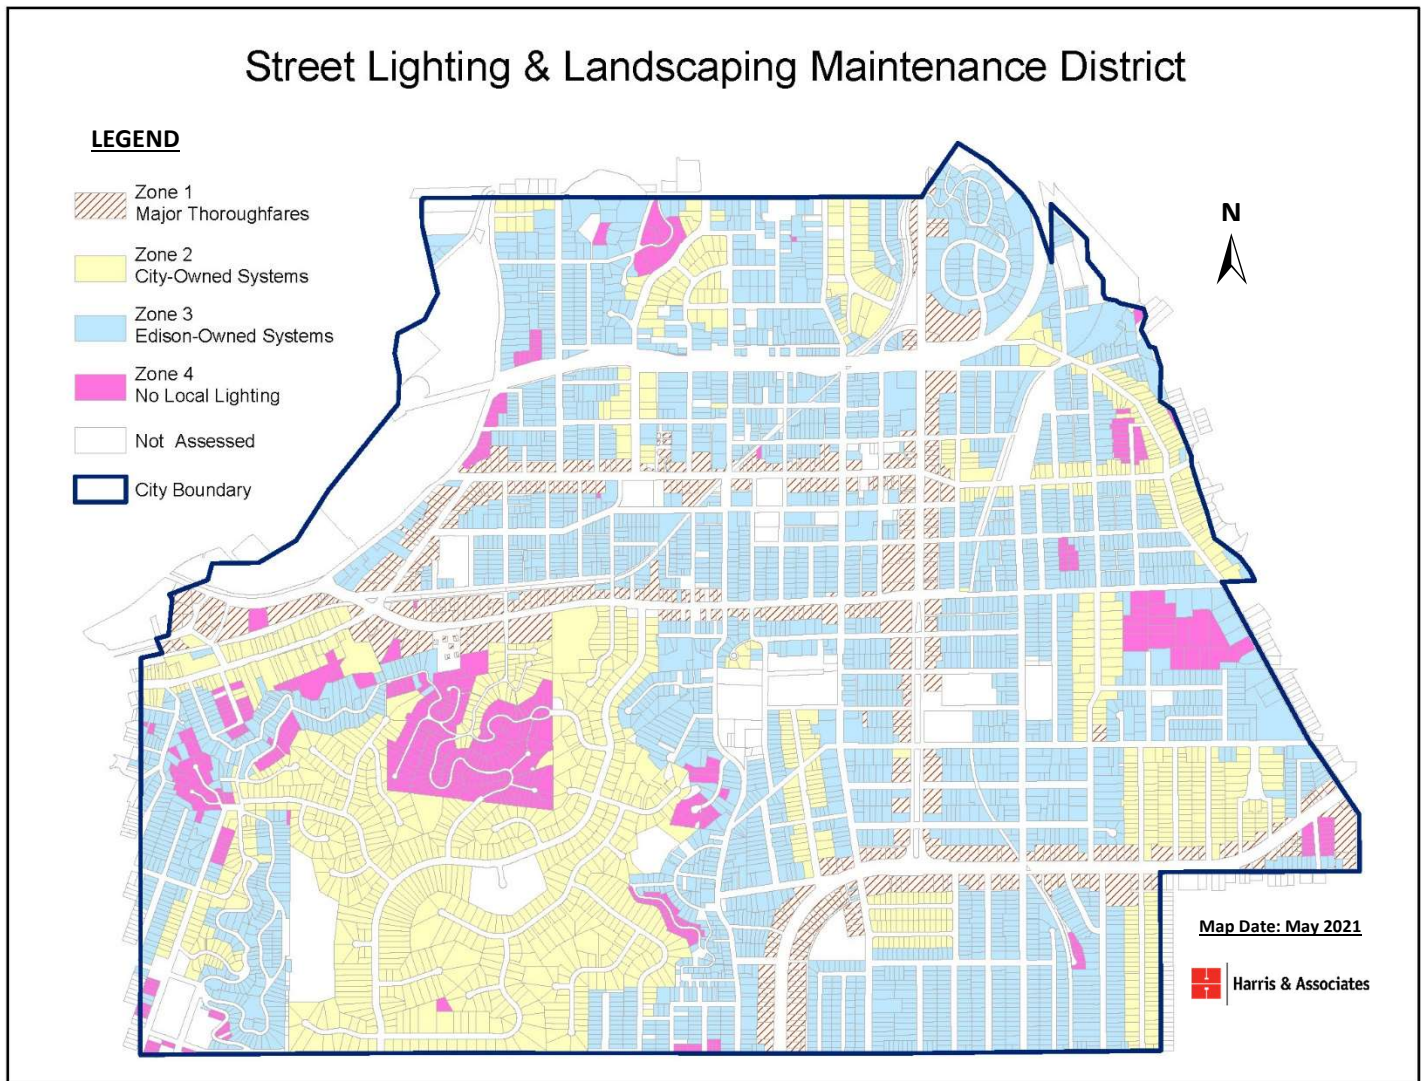 Street Lighting & Landscaping Maintenance District
LEGEND
Zone 1
Major Thoroughfares
Zone 2
City-Owned Systems
Zone 3
Edison-Owned Systems
Zone 4
No Local Lighting
Not Assessed
City Boundary
N
Map Date: May 2021
Harris & Associates